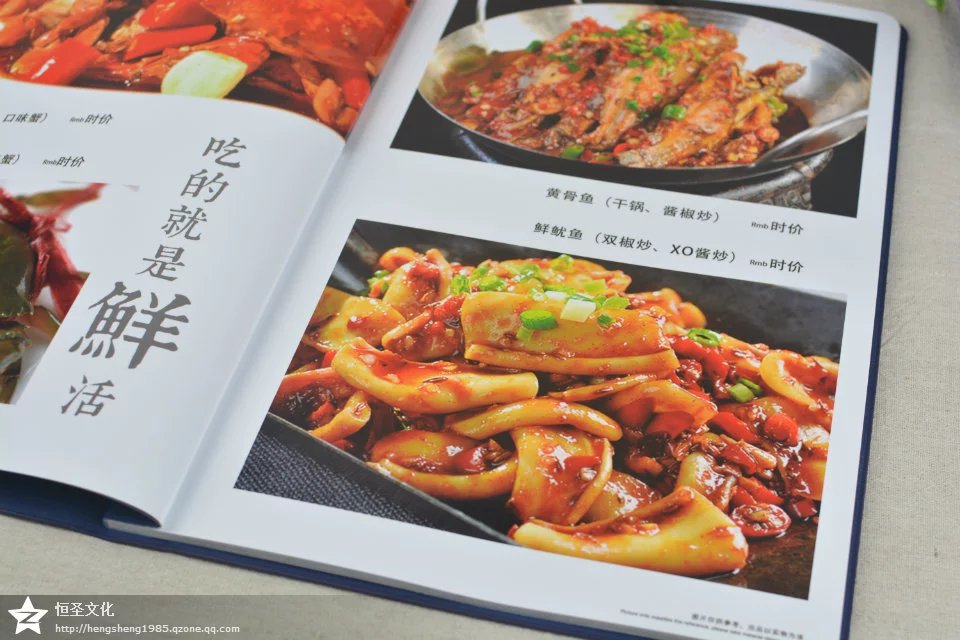 口味蟹） Rmb时价
蟹） Rmb时价
吃的就是鲜活
黄骨鱼（干锅、酱椒炒） Rmb时价
鲜鱿鱼（双椒炒、XO酱炒） Rmb时价
恒圣文化
http://hengsheng1985.qzone.qq.com